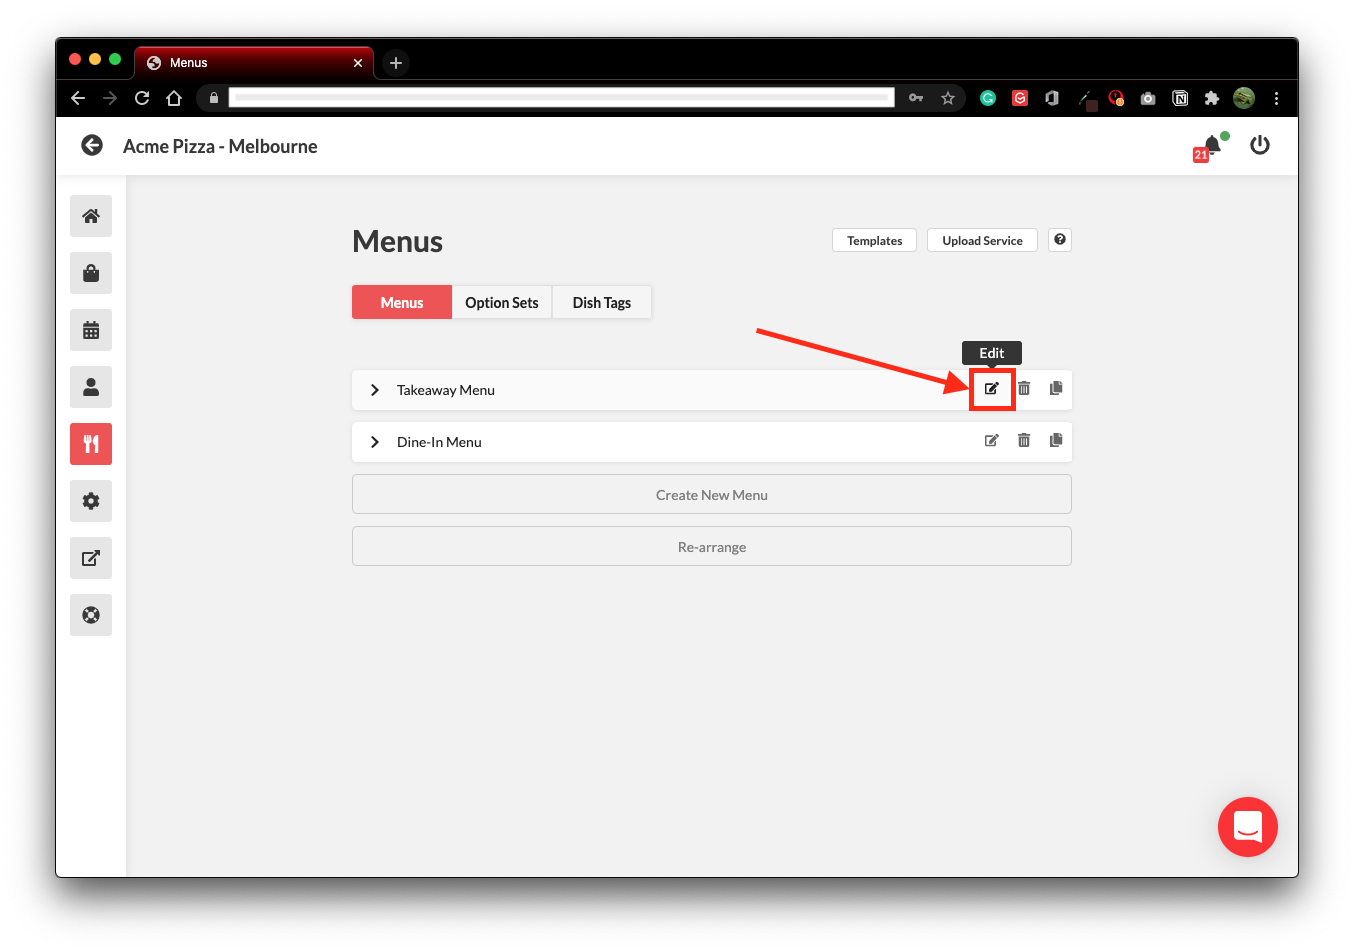 Menus
Acme Pizza - Melbourne
21
Menus
Templates
Upload Service
Menus
Option Sets
Dish Tags
Edit
Takeaway Menu
Dine-In Menu
Create New Menu
Re-arrange